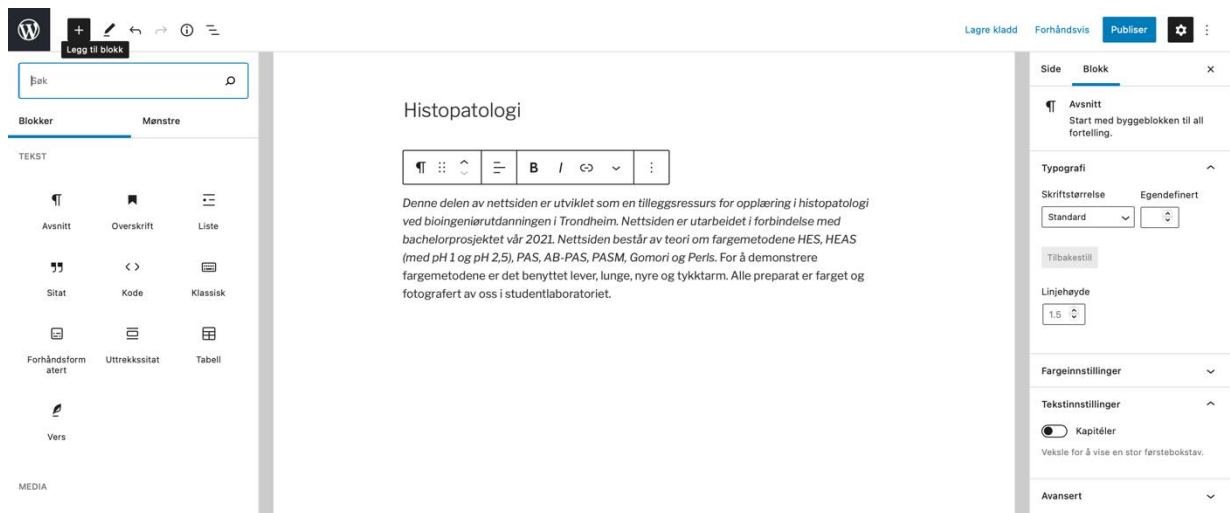 Lagre kladd Forhåndsvis Publiser
Legg til blokk
Søk
Blokker Mønstre
TEKST
Avsnitt Overskrift Liste
Sitat Kode Klassisk
Forhåndsform
atert Uttrekkssitat Tabell
Vers
MEDIA
Histopatologi
B I
Denne delen av nettsiden er utviklet som en tilleggsressurs for opplæring i histopatologi
ved bioingeniørutdanningen i Trondheim. Nettsiden er utarbeidet i forbindelse med
bachelorprosjektet vår 2021. Nettsiden består av teori om fargemetodene HES, HEAS
(med pH 1 og pH 2,5), PAS, AB-PAS, PASM, Gomori og Perls. For å demonstrere
fargemetodene er det benyttet lever, lunge, nyre og tykktarm. Alle preparat er farget og
fotografert av oss i studentlaboratoriet.
Side Blokk
Avsnitt
Start med byggeblokken til all
fortelling.
Typografi
Skriftstørrelse Egendefinert
Standard
Tilbakestill
Linjehøyde
1.5
Fargeinnstillinger
Tekstinnstillinger
Kapitéler
Veksle for å vise en stor førstebokstav.
Avansert